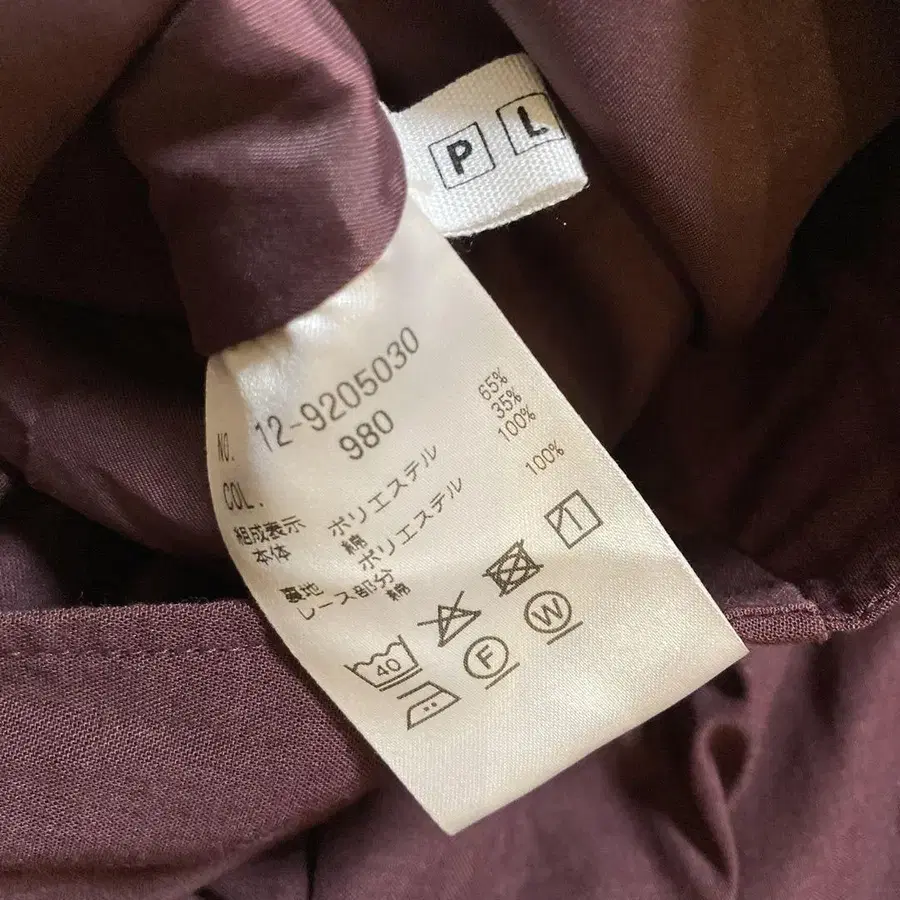 P L
NO. 12-9205030
COL. 980
組成表示
本体 ポリエステル 65%
綿 35%
裏地 ポリエステル 100%
レース部分
綿 100%
40
F
W